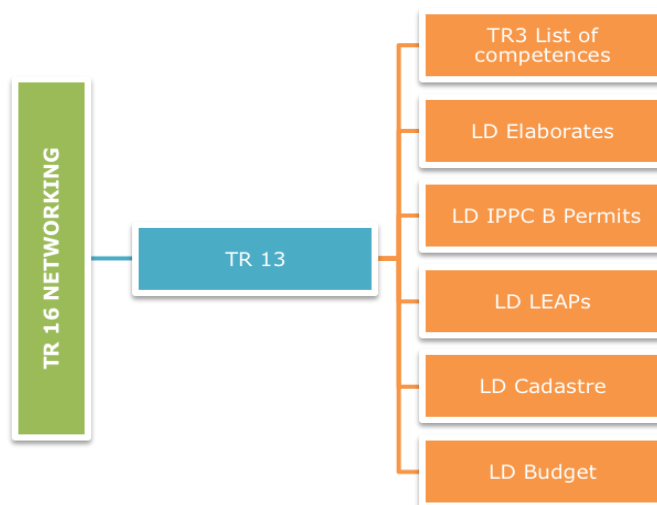 TR 16 NETWORKING
TR 13
TR3 List of
competences
LD Elaborates
LD IPPC B Permits
LD LEAPs
LD Cadastre
LD Budget